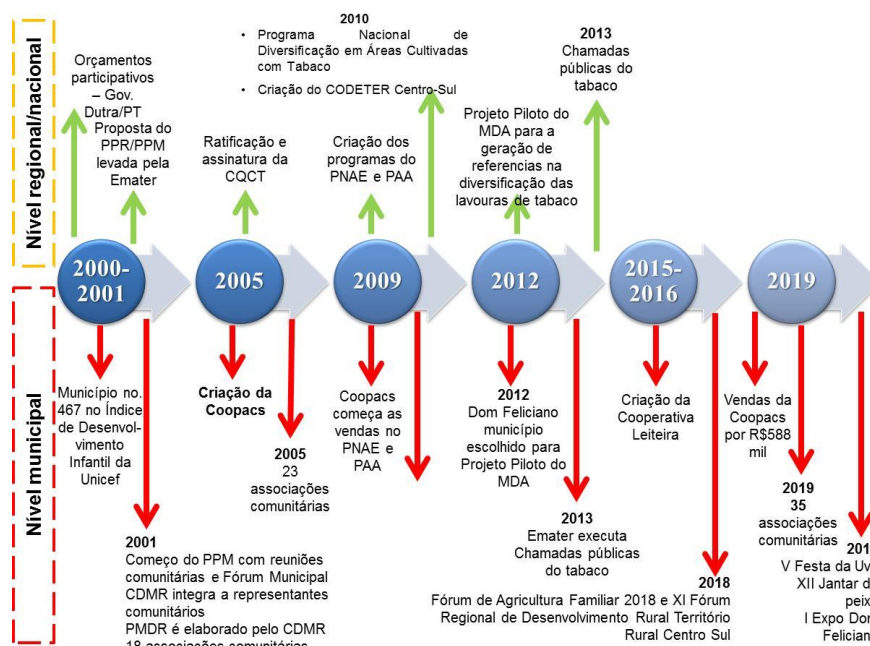 Nível regional/nacional
Orçamentos
participativos
– Gov.
Dutra/PT
Proposta do
PPR/PPM
levada pela
Emater
Ratificação e
assinatura da
CQCT
2010
• Programa Nacional de
Diversificação em Áreas Cultivadas
com Tabaco
• Criação do CODETER Centro-Sul
Criação dos
programas do
PNAE e PAA
Projeto Piloto do
MDA para a
geração de
referencias na
diversificação das
lavouras de tabaco
2013
Chamadas
públicas do
tabaco
2000-
2001
2005
2009
2012
2015-
2016
2019
Nível municipal
Município no.
467 no Índice
de Desenvol-
vimento
Infantil da
Unicef
2001
Começo do PPM com reuniões
comunitárias e Fórum Municipal
CDMR integra a representantes
comunitários
PMDR é elaborado pelo CDMR
18 associações comunitárias
Criação da
Coopacs
2005
23
associações
comunitárias
Coopacs
começa as
vendas no
PNAE e
PAA
2012
Dom Feliciano
município
escolhido para
Projeto Piloto do
MDA
2013
Emater executa
Chamadas públicas
do tabaco
Criação da
Cooperativa
Leiteira
2018
Fórum de Agricultura Familiar 2018 e XI Fórum
Regional de Desenvolvimento Rural Território
Rural Centro Sul
Vendas da
Coopacs
por R$588
mil
2019
35
associações
comunitárias
201
V Festa da Uv
XII Jantar d
peix
I Expo Dor
Felician